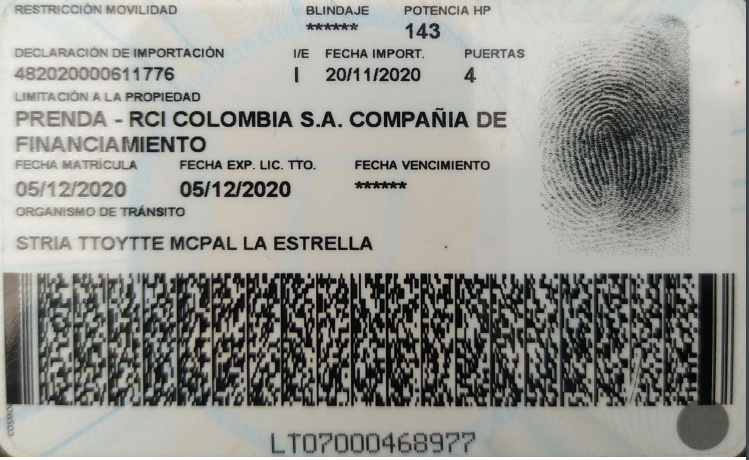 RESTRICCIÓN MOVILIDAD BLINDAJE POTENCIA HP
****** 143
DECLARACIÓN DE IMPORTACIÓN I/E FECHA IMPORT. PUERTAS
482020000611776 I 20/11/2020 4
LIMITACIÓN A LA PROPIEDAD
PRENDA - RCI COLOMBIA S.A. COMPAÑIA DE
FINANCIAMIENTO
FECHA MATRÍCULA FECHA EXP. LIC. TTO. FECHA VENCIMIENTO
05/12/2020 05/12/2020 ******
ORGANISMO DE TRÁNSITO
STRIA TTOYTTE MCPAL LA ESTRELLA
LT07000468977